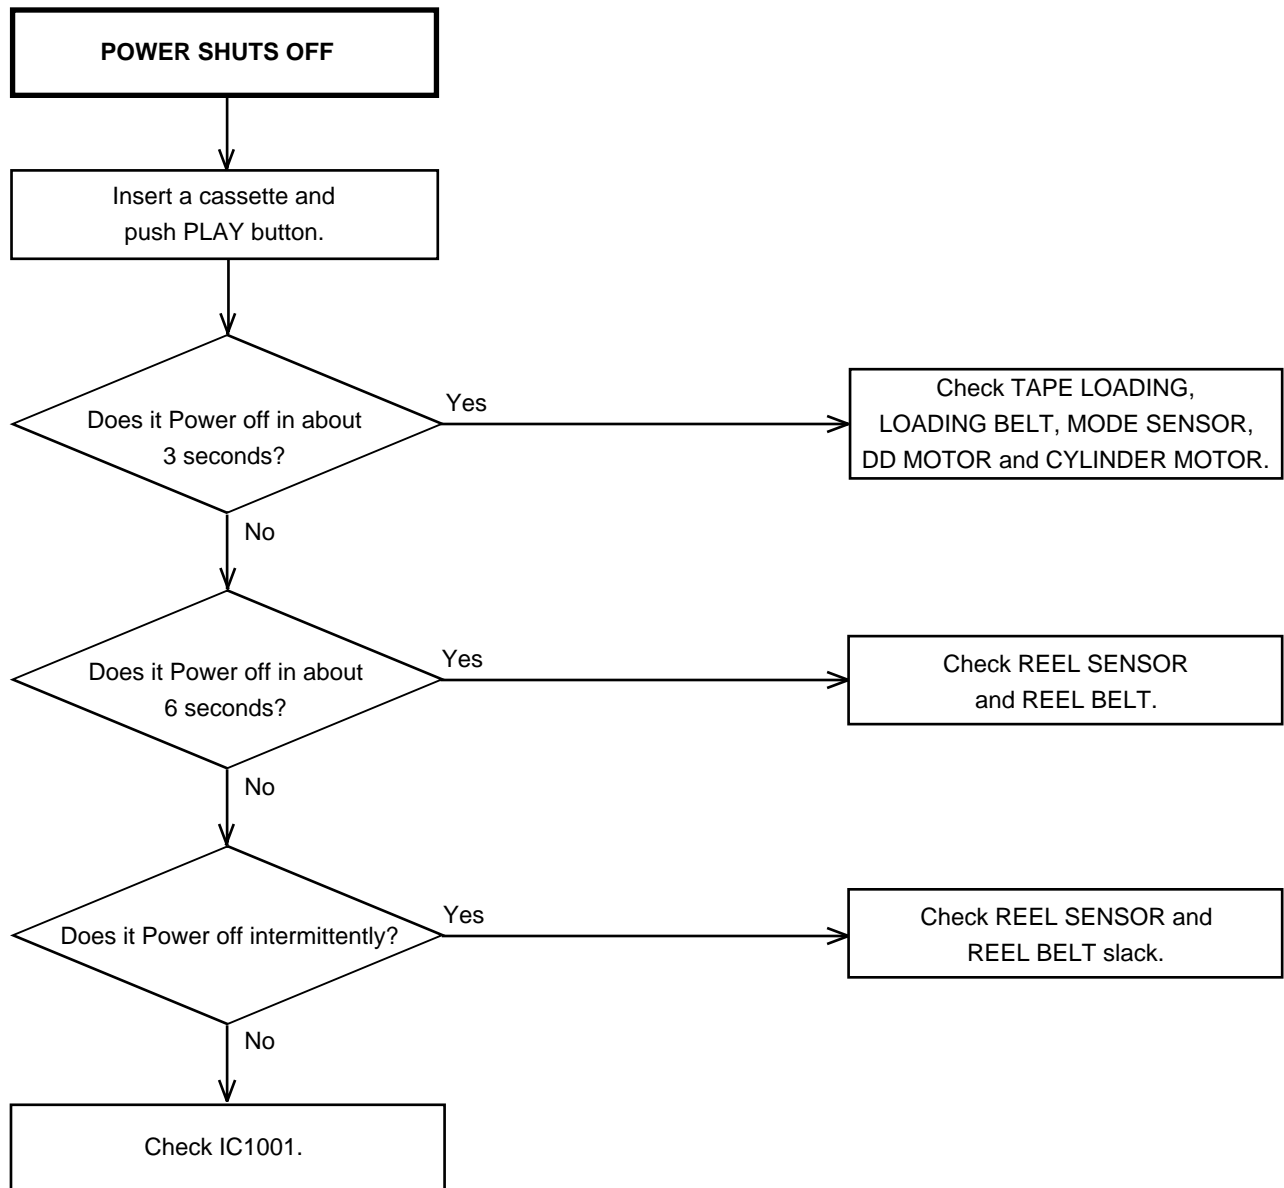 POWER SHUTS OFF
Insert a cassette and
push PLAY button.
Does it Power off in about
3 seconds?
Yes
Check TAPE LOADING,
LOADING BELT, MODE SENSOR,
DD MOTOR and CYLINDER MOTOR.
No
Does it Power off in about
6 seconds?
Yes
Check REEL SENSOR
and REEL BELT.
No
Does it Power off intermittently?
Yes
Check REEL SENSOR and
REEL BELT slack.
No
Check IC1001.